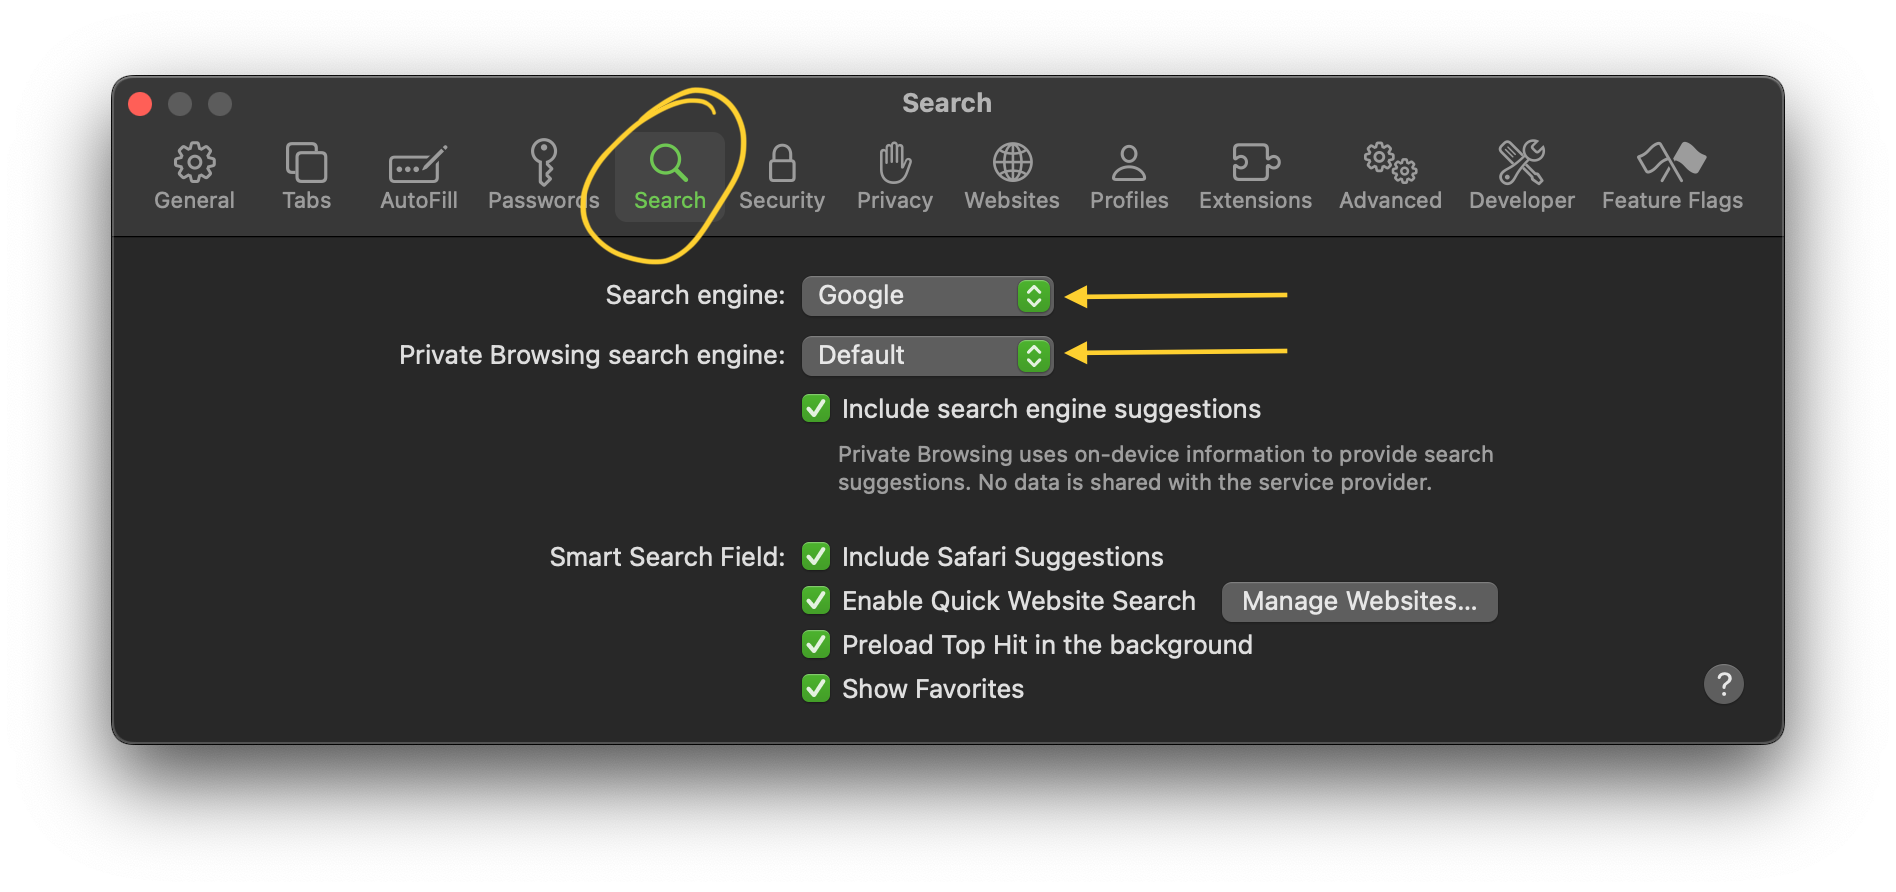 Search
General Tabs AutoFill Passwords Search Security Privacy Websites Profiles Extensions Advanced Developer Feature Flags
Search engine: Google
Private Browsing search engine: Default
Include search engine suggestions
Private Browsing uses on-device information to provide search
suggestions. No data is shared with the service provider.
Smart Search Field: Include Safari Suggestions
Enable Quick Website Search Manage Websites...
Preload Top Hit in the background
Show Favorites
?